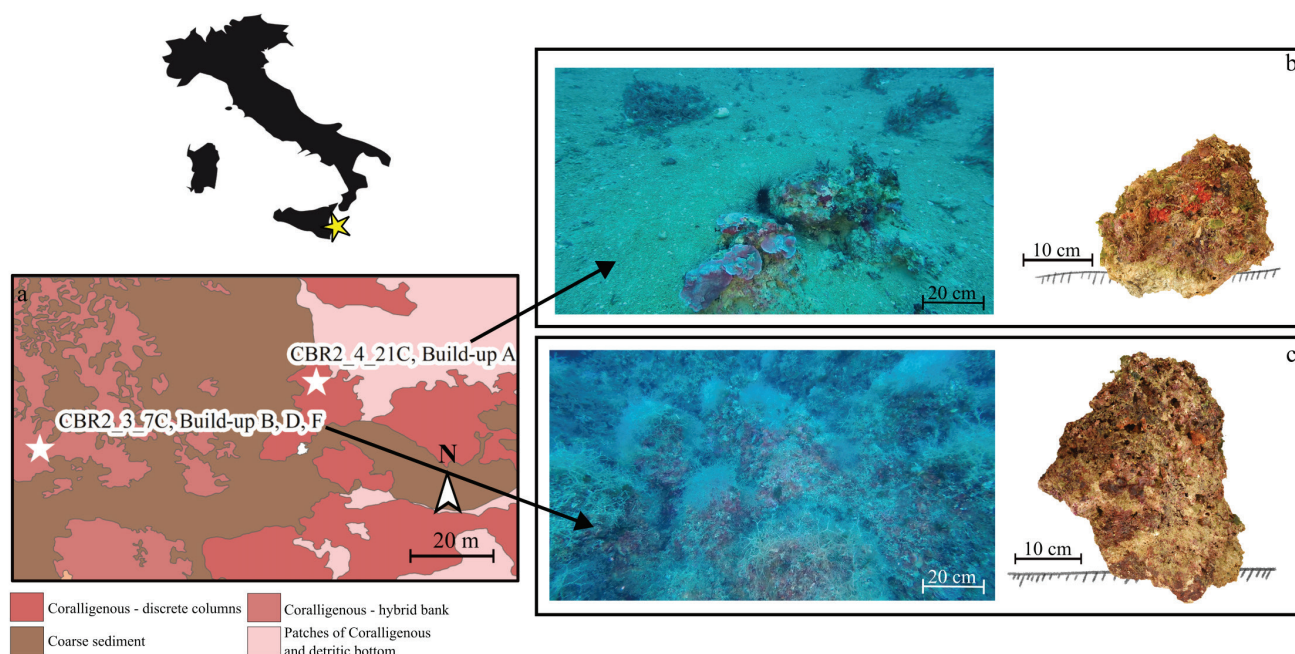 a
CBR2_4_21C, Build-up A
CBR2_3_7C, Build-up B, D, F
N
20 m
Coralligenous - discrete columns
Coralligenous - hybrid bank
Coarse sediment
Patches of Coralligenous
and detritic bottom
b
20 cm
10 cm
c
20 cm
10 cm